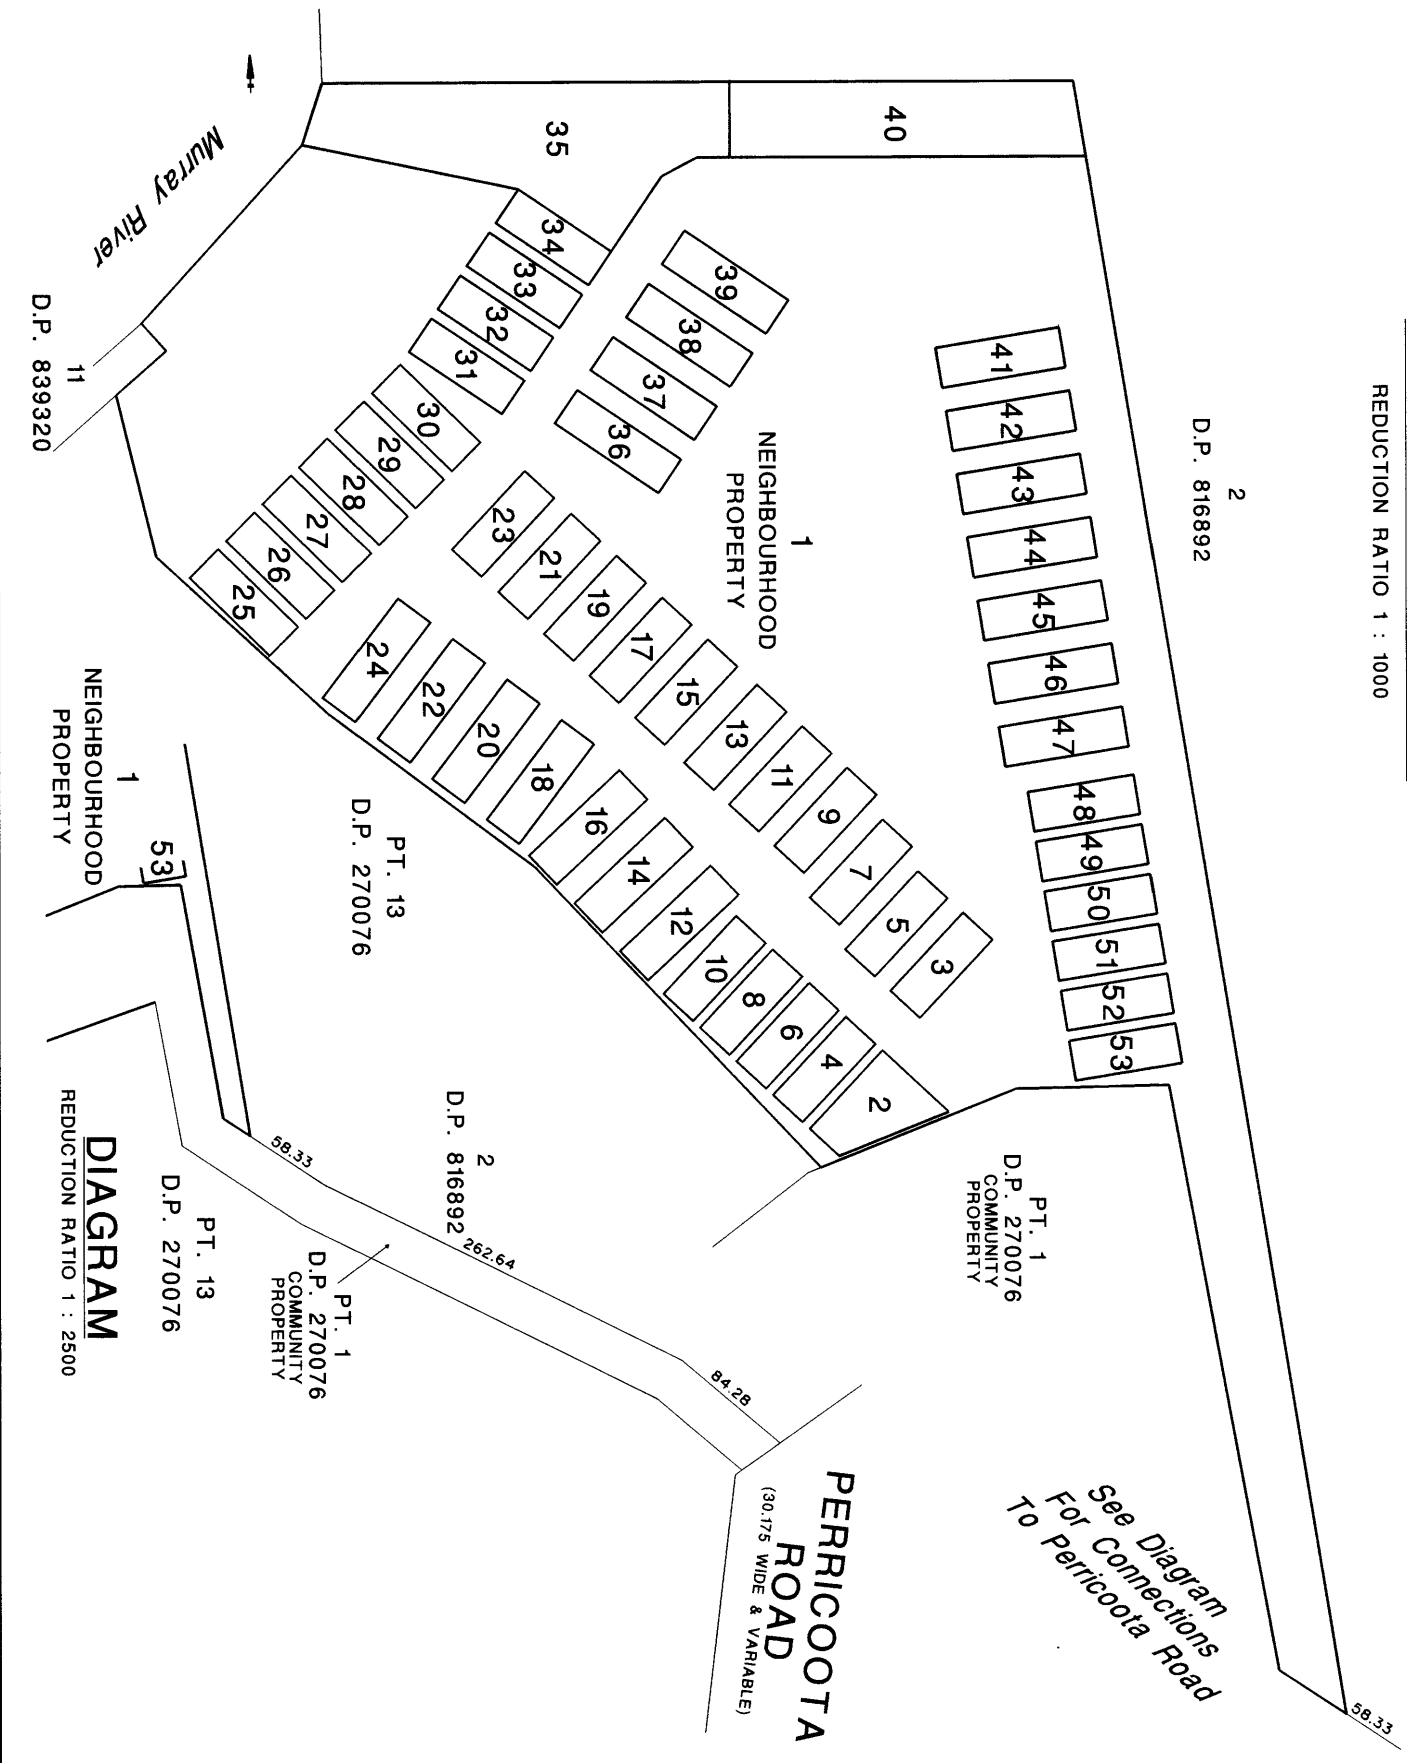 REDUCTION RATIO 1 : 1000
2
D.P. 816892
40
35
Murray River
11
D.P. 839320
34
33
32
31
30
29
28
27
26
25
39
38
37
36
41
42
43
44
45
46
47
48
49
50
51
52
53
1
NEIGHBOURHOOD
PROPERTY
23
21
19
17
15
13
11
9
7
5
3
24
22
20
18
16
14
12
10
8
6
4
2
PT. 13
D.P. 270076
PT. 1
D.P. 270076
COMMUNITY
PROPERTY
See Diagram
For Connections
To Perricoota Road
58.33
1
NEIGHBOURHOOD
PROPERTY
53
58.33
2
D.P. 816892
262.64
84.28
PERRICOOTA
ROAD
(30.175 WIDE & VARIABLE)
PT. 1
D.P. 270076
COMMUNITY
PROPERTY
PT. 13
D.P. 270076
DIAGRAM
REDUCTION RATIO 1 : 2500